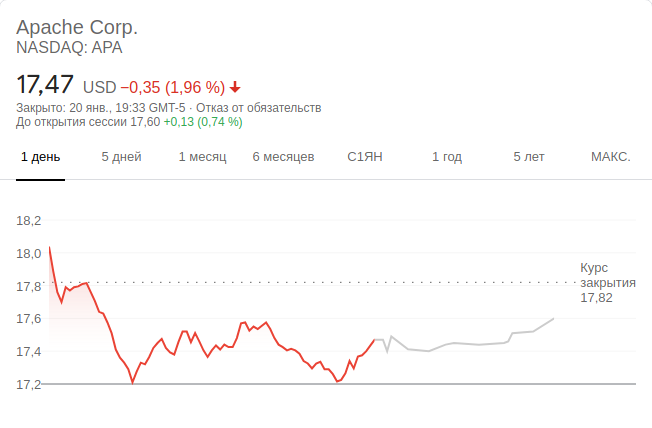 Apache Corp.
NASDAQ: APA
17,47 USD −0,35 (1,96 %)
Закрыто: 20 янв., 19:33 GMT-5 · Отказ от обязательств
До открытия сессии 17,60 +0,13 (0,74 %)
1 день 5 дней 1 месяц 6 месяцев С1ЯН 1 год 5 лет МАКС.
18,2
18,0
17,8
17,6
17,4
17,2
Курс
закрытия
17,82